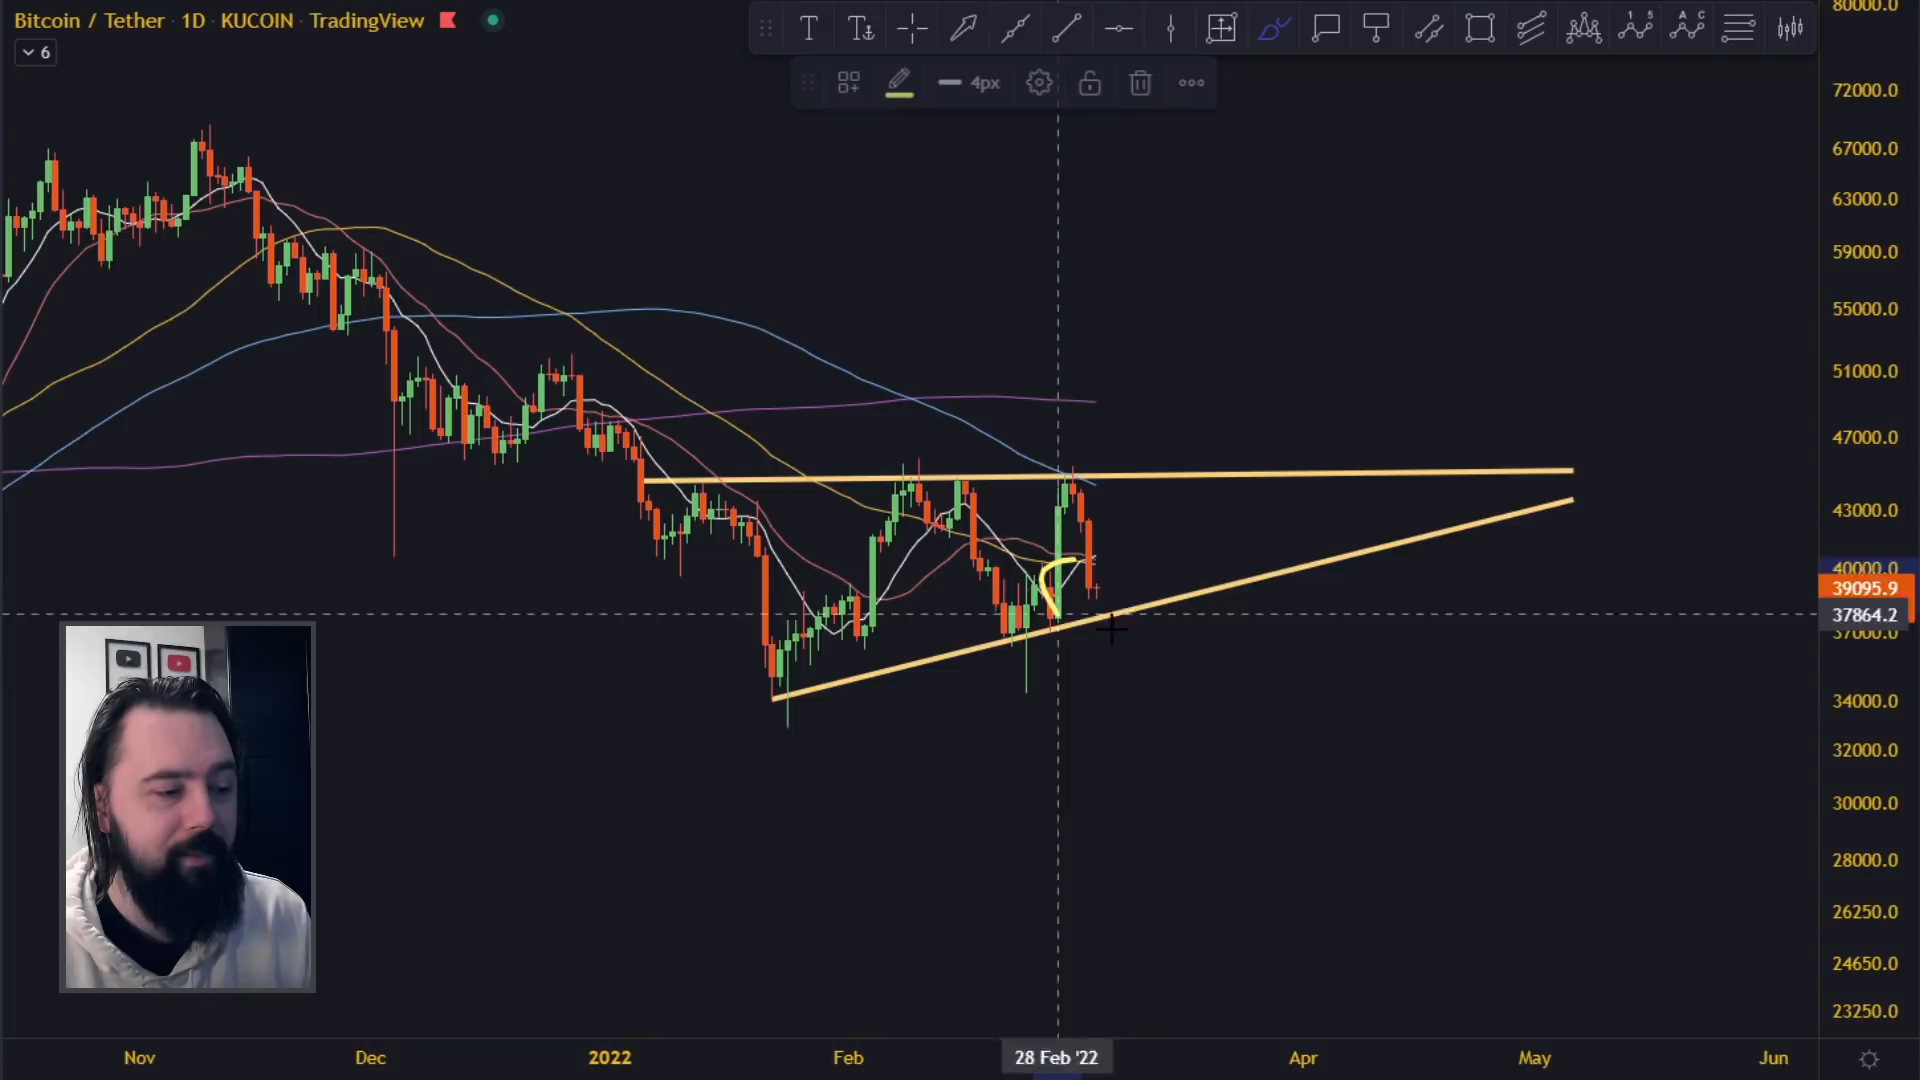 Bitcoin / Tether · 1D · KUCOIN · TradingView
6
T
T
1 5
A C
4px
80000.0
72000.0
67000.0
63000.0
59000.0
55000.0
51000.0
47000.0
43000.0
40000.0
39095.9
37864.2
37000.0
34000.0
32000.0
30000.0
28000.0
26250.0
24650.0
23250.0
Nov
Dec
2022
Feb
28 Feb '22
Apr
May
Jun